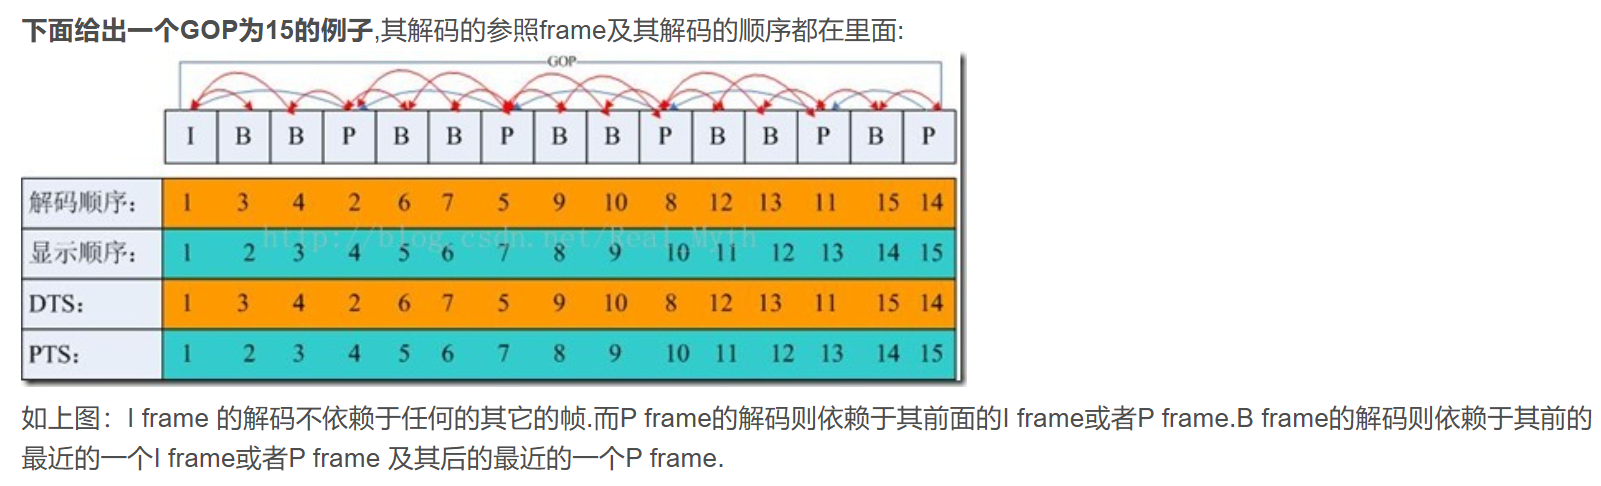 下面给出一个GOP为15的例子,其解码的参照frame及其解码的顺序都在里面:
GOP
I B B P B B P B B P B B P B P
解码顺序: 1 3 4 2 6 7 5 9 10 8 12 13 11 15 14
http://blog.csdn.net/Real_Myth
显示顺序: 1 2 3 4 5 6 7 8 9 10 11 12 13 14 15
DTS: 1 3 4 2 6 7 5 9 10 8 12 13 11 15 14
PTS: 1 2 3 4 5 6 7 8 9 10 11 12 13 14 15
如上图：I frame 的解码不依赖于任何的其它的帧.而P frame的解码则依赖于其前面的I frame或者P frame.B frame的解码则依赖于其前的
最近的一个I frame或者P frame 及其后的最近的一个P frame.